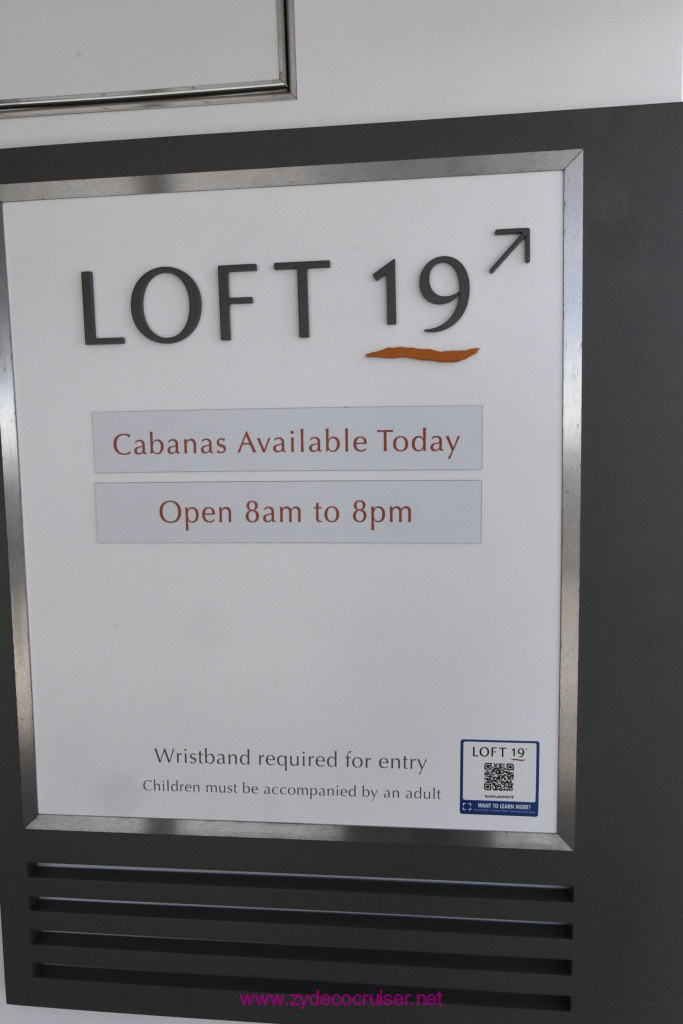 LOFT 19
Cabanas Available Today
Open 8am to 8pm
Wristband required for entry
Children must be accompanied by an adult
LOFT 19
WANT TO LEARN MORE?
www.zydecocruiser.net